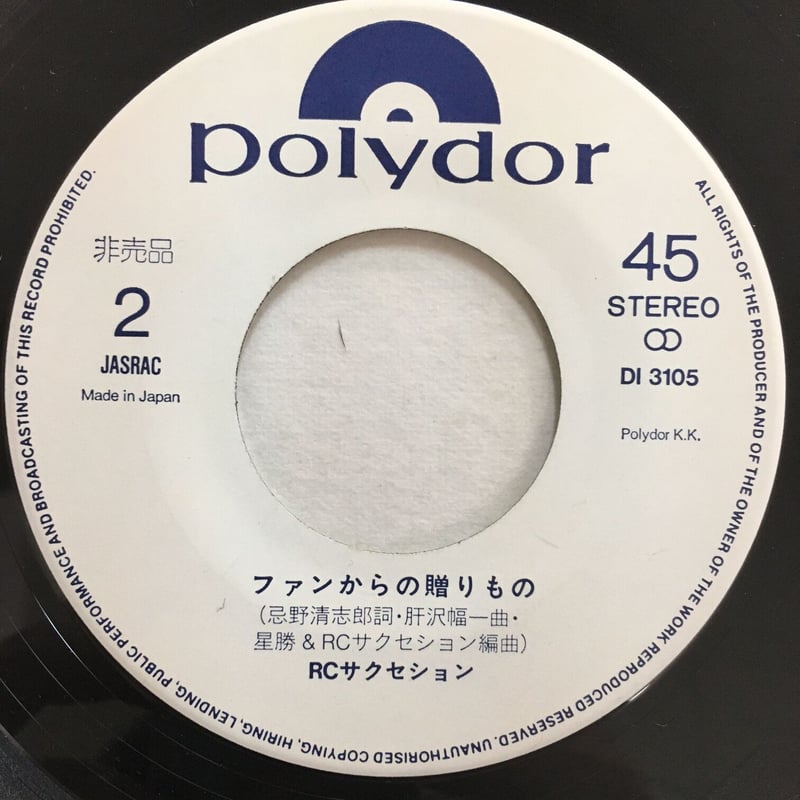 polydor
非売品
2
JASRAC
Made in Japan
45
STEREO
DI 3105
Polydor K.K.
ファンからの贈りもの
(忌野清志郎詞・肝沢幅一曲・
星勝 & RCサクセション編曲)
RCサクセション
ALL RIGHTS OF THE PRODUCER AND OF THE OWNER OF THE WORK REPRODUCED RESERVED. UNAUTHORISED COPYING, HIRING, LENDING, PUBLIC PERFORMANCE AND BROADCASTING OF THIS RECORD PROHIBITED.